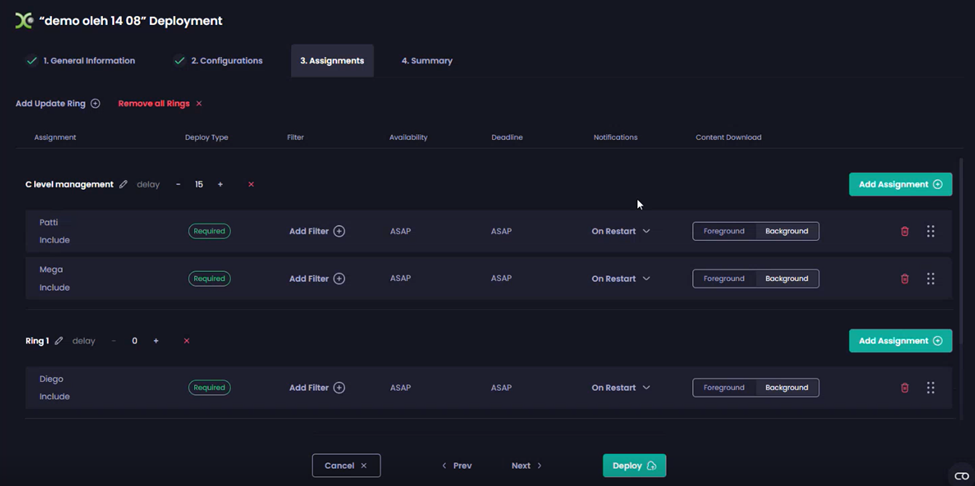 “demo oleh 14 08” Deployment
1. General Information 2. Configurations 3. Assignments 4. Summary
Add Update Ring Remove all Rings ×
Assignment Deploy Type Filter Availability Deadline Notifications Content Download
C level management delay - 15 + × Add Assignment
Patti
Include
Required Add Filter ASAP ASAP On Restart Foreground Background
Mega
Include
Required Add Filter ASAP ASAP On Restart Foreground Background
Ring 1 delay - 0 + × Add Assignment
Diego
Include
Required Add Filter ASAP ASAP On Restart Foreground Background
Cancel × < Prev Next > Deploy